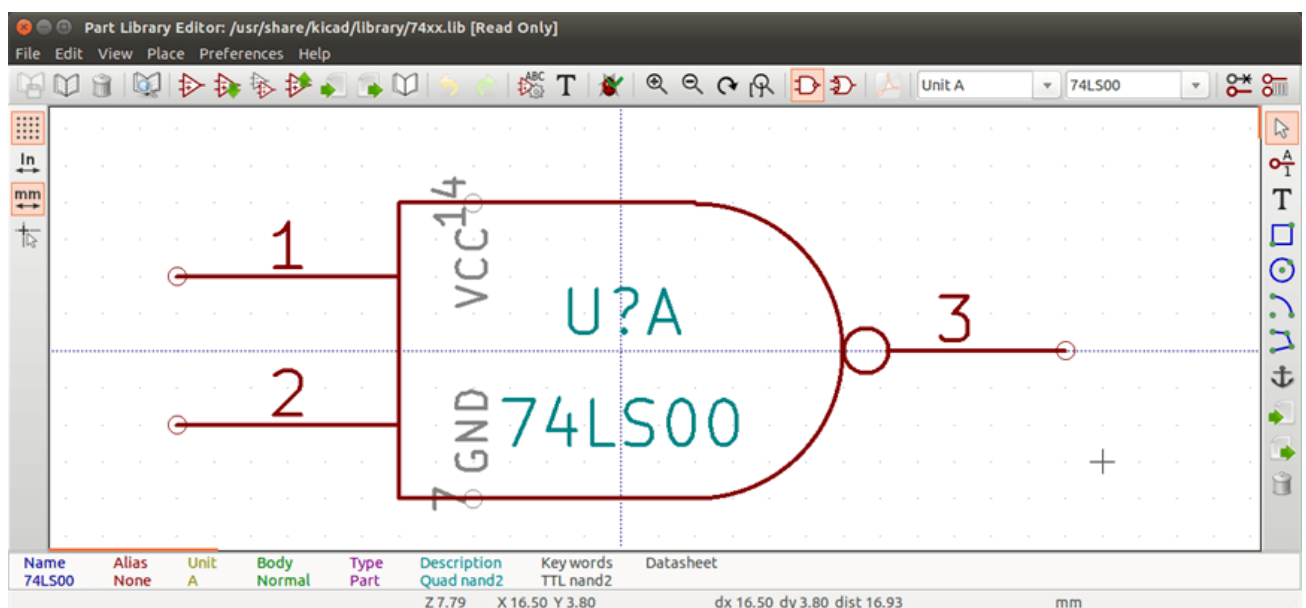 Part Library Editor: /usr/share/kicad/library/74xx.lib [Read Only]
File Edit View Place Preferences Help
ABC T Unit A 74LS00
In
mm
A
1
T
14
VCC
1
U?A
3
2
GND
74LS00
7
Name Alias Unit Body Type Description Key words Datasheet
74LS00 None A Normal Part Quad nand2 TTL nand2
Z 7.79 X 16.50 Y 3.80 dx 16.50 dy 3.80 dist 16.93 mm